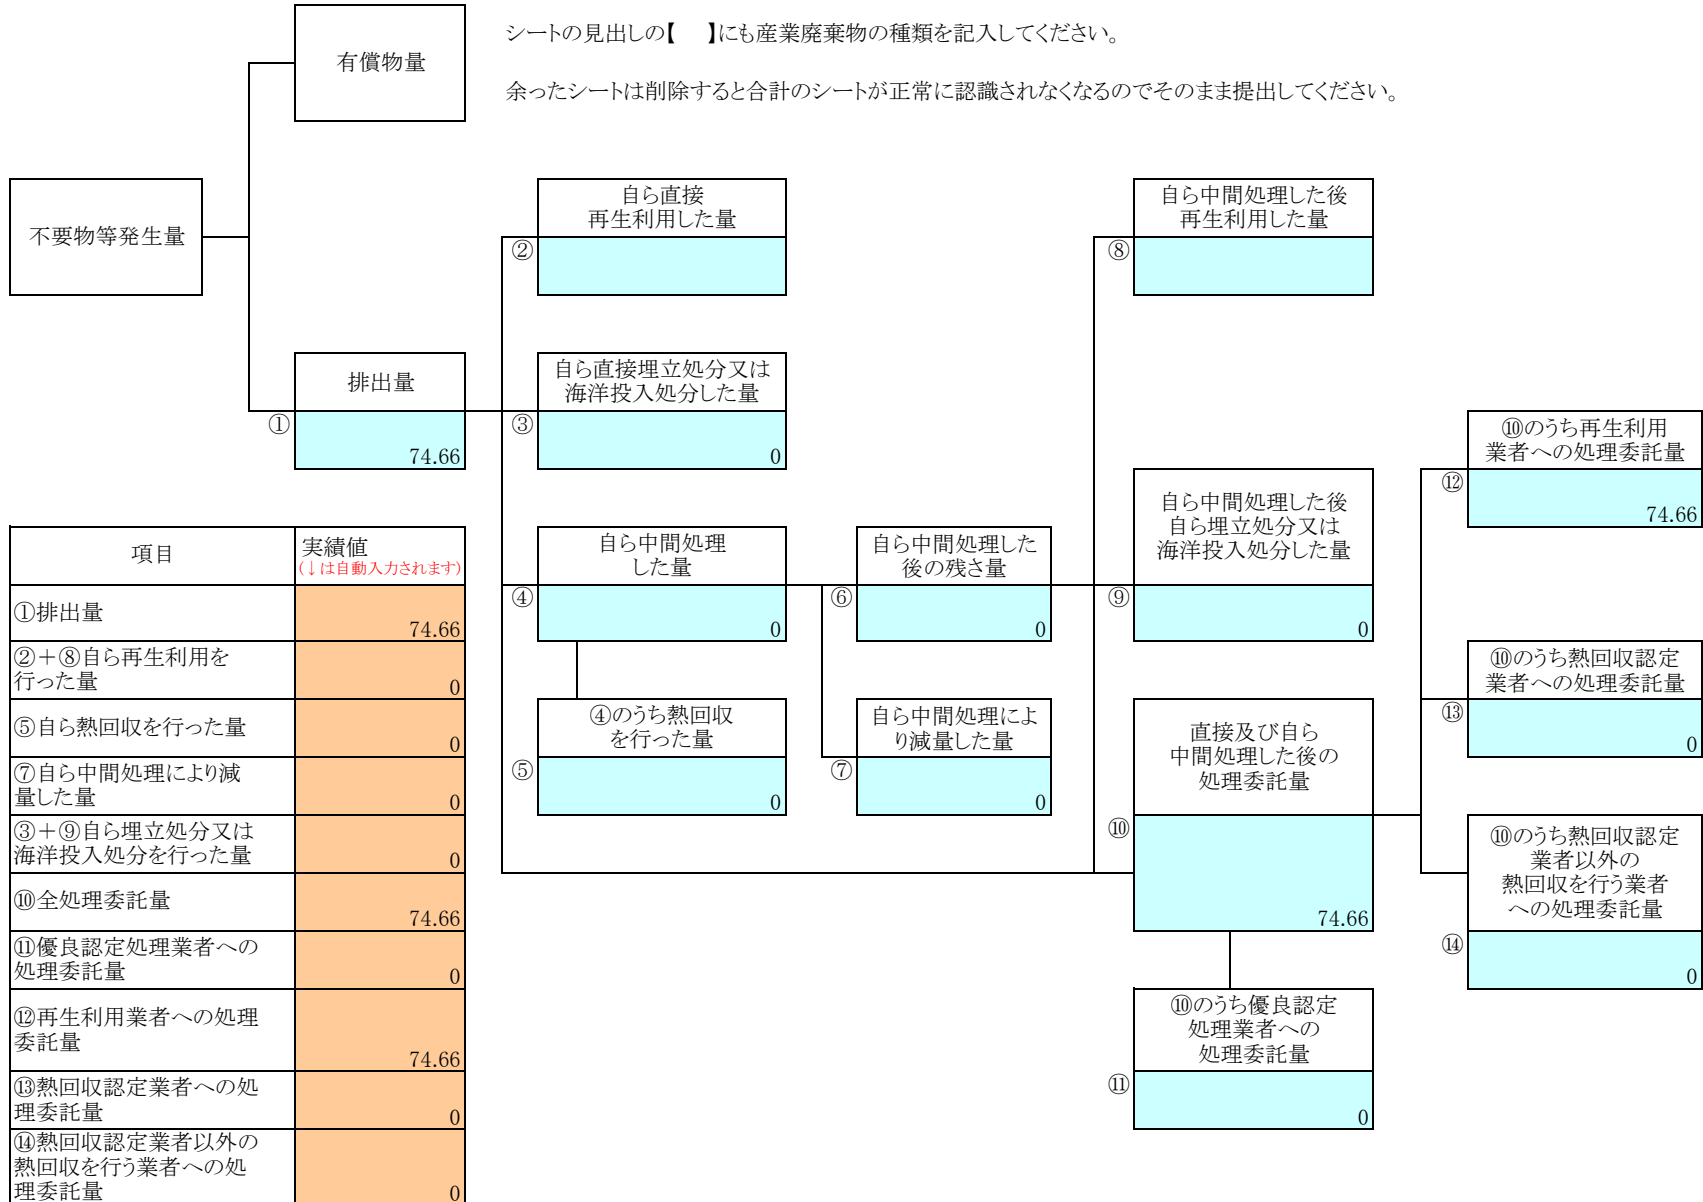 有償物量
シートの見出しの【　】にも産業廃棄物の種類を記入してください。
余ったシートは削除すると合計のシートが正常に認識されなくなるのでそのまま提出してください。
不要物等発生量
自ら直接
再生利用した量
②
自ら中間処理した後
再生利用した量
⑧
排出量
①
74.66
自ら直接埋立処分又は
海洋投入処分した量
③
0
⑩のうち再生利用
業者への処理委託量
⑫
74.66
自ら中間処理
した量
④
0
自ら中間処理した
後の残さ量
⑥
0
自ら中間処理した後
自ら埋立処分又は
海洋投入処分した量
⑨
0
⑩のうち熱回収認定
業者への処理委託量
⑬
0
④のうち熱回収
を行った量
⑤
0
自ら中間処理によ
り減量した量
⑦
0
直接及び自ら
中間処理した後の
処理委託量
⑩
74.66
⑩のうち熱回収認定
業者以外の
熱回収を行う業者
への処理委託量
⑭
0
⑩のうち優良認定
処理業者への
処理委託量
⑪
0
項目
実績値
(↓は自動入力されます)
①排出量
74.66
②＋⑧自ら再生利用を
行った量
0
⑤自ら熱回収を行った量
0
⑦自ら中間処理により減
量した量
0
③＋⑨自ら埋立処分又は
海洋投入処分を行った量
0
⑩全処理委託量
74.66
⑪優良認定処理業者への
処理委託量
0
⑫再生利用業者への処理
委託量
74.66
⑬熱回収認定業者への処
理委託量
0
⑭熱回収認定業者以外の
熱回収を行う業者への処
理委託量
0